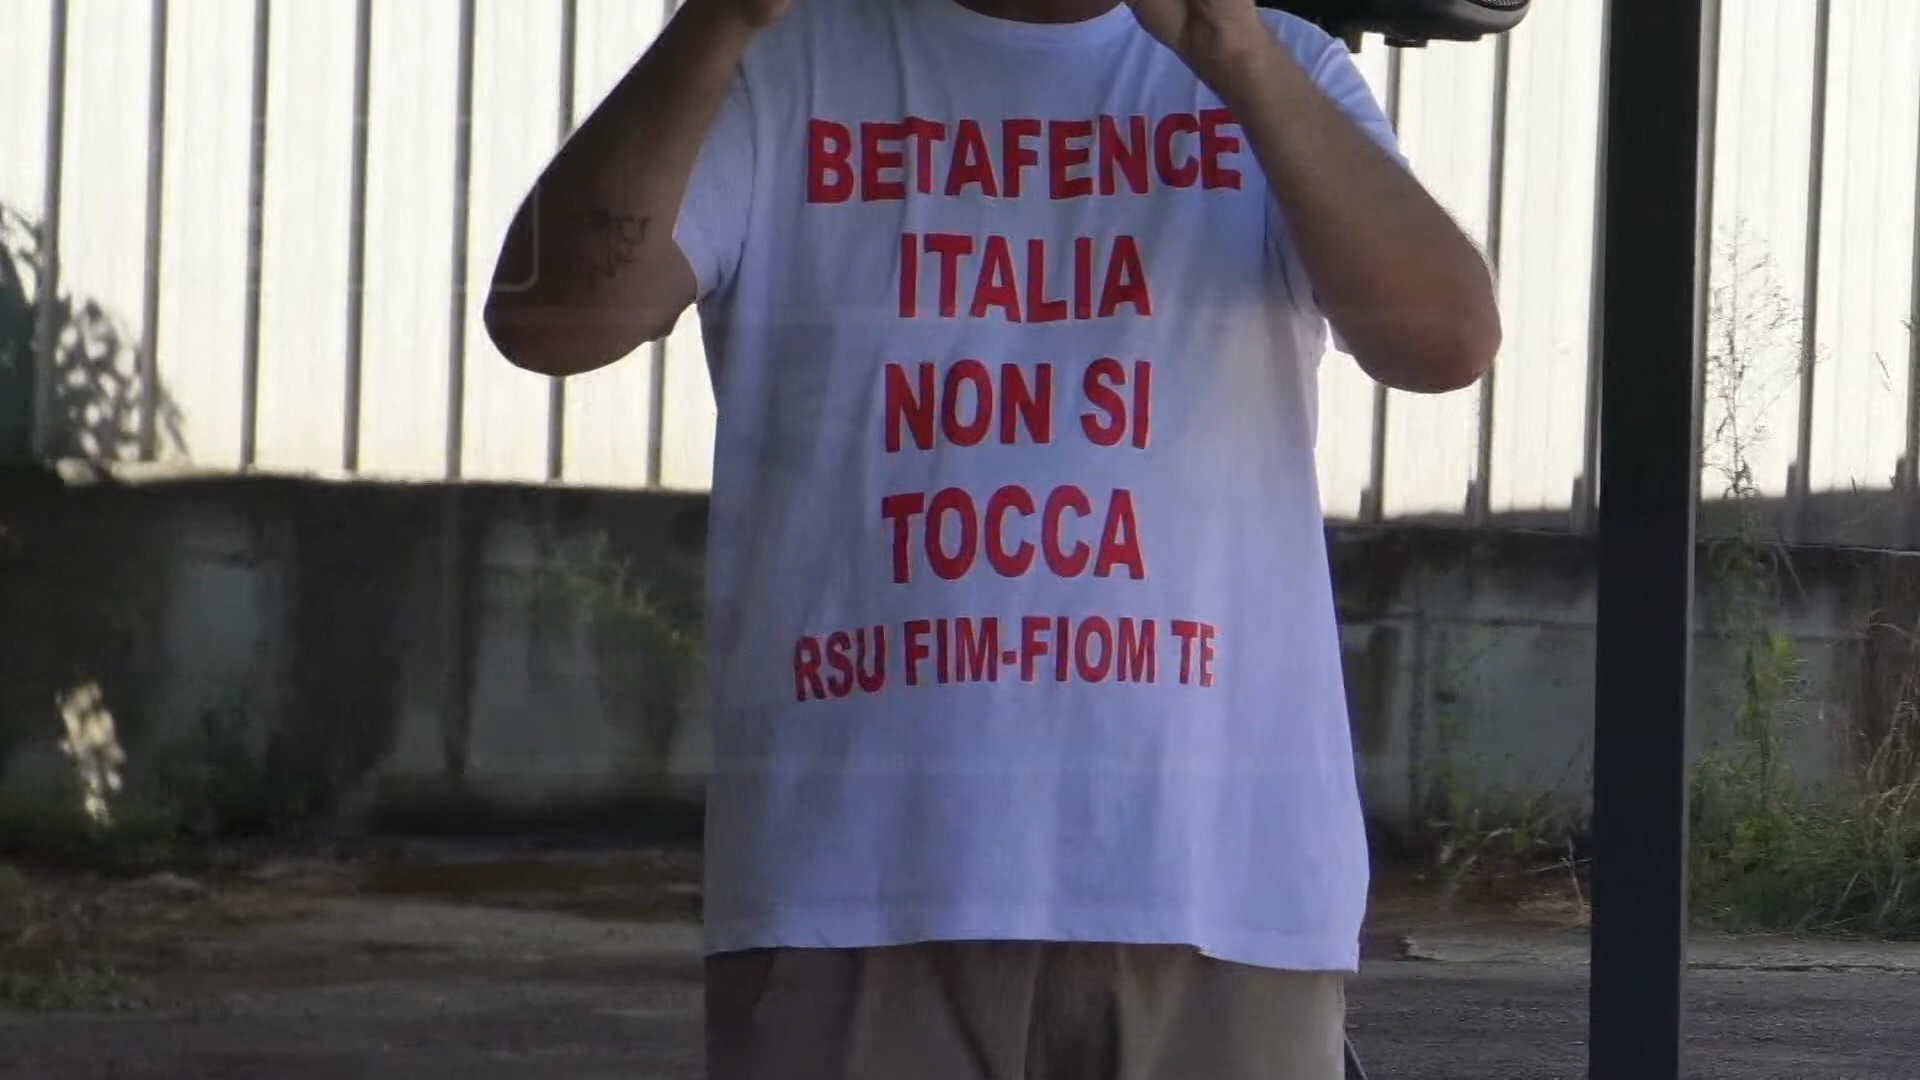 BETAFENCE
ITALIA
NON SI
TOCCA
RSU FIM-FIOM TE